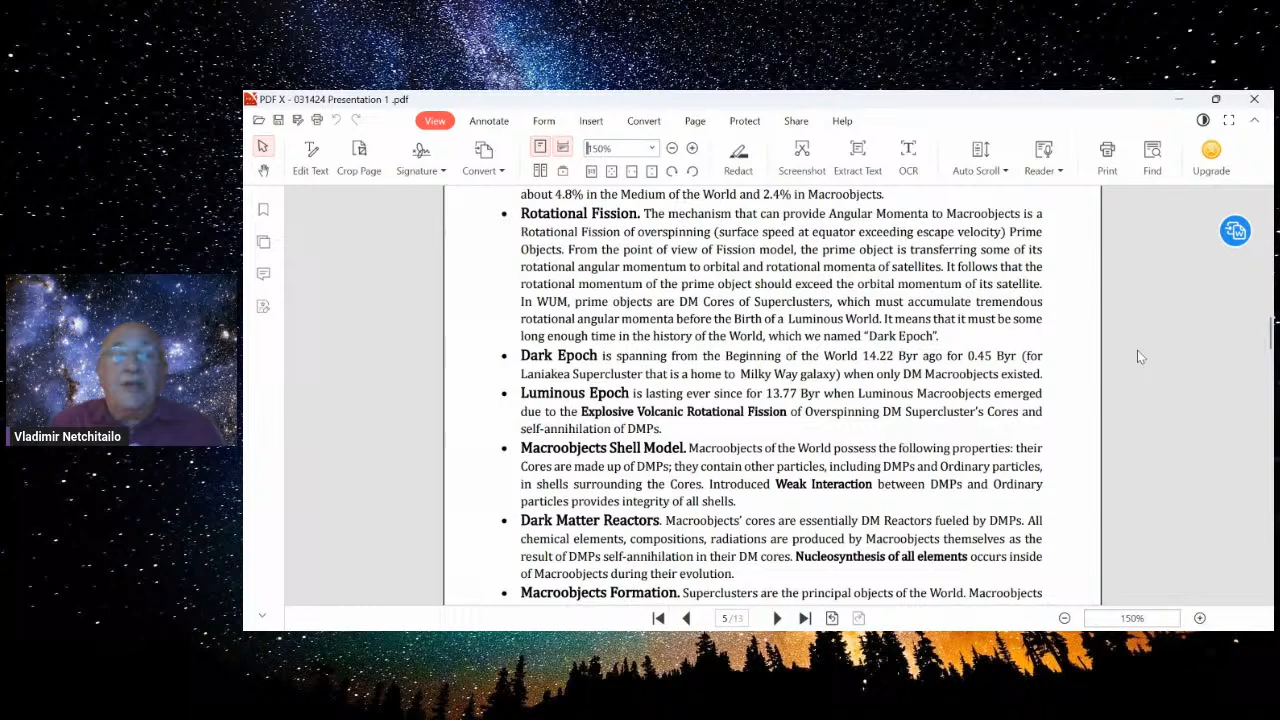 PDF X - 031424 Presentation 1 .pdf
View Annotate Form Insert Convert Page Protect Share Help
150%
Edit Text Crop Page Signature Convert Redact Screenshot Extract Text OCR Auto Scroll Reader Print Find Upgrade
about 4.8% in the Medium of the World and 2.4% in Macroobjects.
• Rotational Fission. The mechanism that can provide Angular Momenta to Macroobjects is a
Rotational Fission of overspinning (surface speed at equator exceeding escape velocity) Prime
Objects. From the point of view of Fission model, the prime object is transferring some of its
rotational angular momentum to orbital and rotational momenta of satellites. It follows that the
rotational momentum of the prime object should exceed the orbital momentum of its satellite.
In WUM, prime objects are DM Cores of Superclusters, which must accumulate tremendous
rotational angular momenta before the Birth of a Luminous World. It means that it must be some
long enough time in the history of the World, which we named “Dark Epoch”.
• Dark Epoch is spanning from the Beginning of the World 14.22 Byr ago for 0.45 Byr (for
Laniakea Supercluster that is a home to Milky Way galaxy) when only DM Macroobjects existed.
• Luminous Epoch is lasting ever since for 13.77 Byr when Luminous Macroobjects emerged
due to the Explosive Volcanic Rotational Fission of Overspinning DM Supercluster’s Cores and
self-annihilation of DMPs.
• Macroobjects Shell Model. Macroobjects of the World possess the following properties: their
Cores are made up of DMPs; they contain other particles, including DMPs and Ordinary particles,
in shells surrounding the Cores. Introduced Weak Interaction between DMPs and Ordinary
particles provides integrity of all shells.
• Dark Matter Reactors. Macroobjects’ cores are essentially DM Reactors fueled by DMPs. All
chemical elements, compositions, radiations are produced by Macroobjects themselves as the
result of DMPs self-annihilation in their DM cores. Nucleosynthesis of all elements occurs inside
of Macroobjects during their evolution.
• Macroobjects Formation. Superclusters are the principal objects of the World. Macroobjects
5 /13
150%
Vladimir Netchitailo